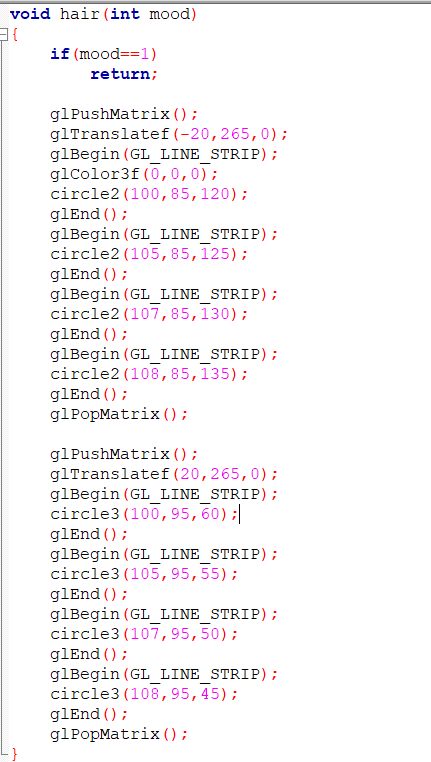 void hair(int mood)
{
    if(mood==1)
        return;

    glPushMatrix();
    glTranslatef(-20,265,0);
    glBegin(GL_LINE_STRIP);
    glColor3f(0,0,0);
    circle2(100,85,120);
    glEnd();
    glBegin(GL_LINE_STRIP);
    circle2(105,85,125);
    glEnd();
    glBegin(GL_LINE_STRIP);
    circle2(107,85,130);
    glEnd();
    glBegin(GL_LINE_STRIP);
    circle2(108,85,135);
    glEnd();
    glPopMatrix();

    glPushMatrix();
    glTranslatef(20,265,0);
    glBegin(GL_LINE_STRIP);
    circle3(100,95,60);
    glEnd();
    glBegin(GL_LINE_STRIP);
    circle3(105,95,55);
    glEnd();
    glBegin(GL_LINE_STRIP);
    circle3(107,95,50);
    glEnd();
    glBegin(GL_LINE_STRIP);
    circle3(108,95,45);
    glEnd();
    glPopMatrix();
}